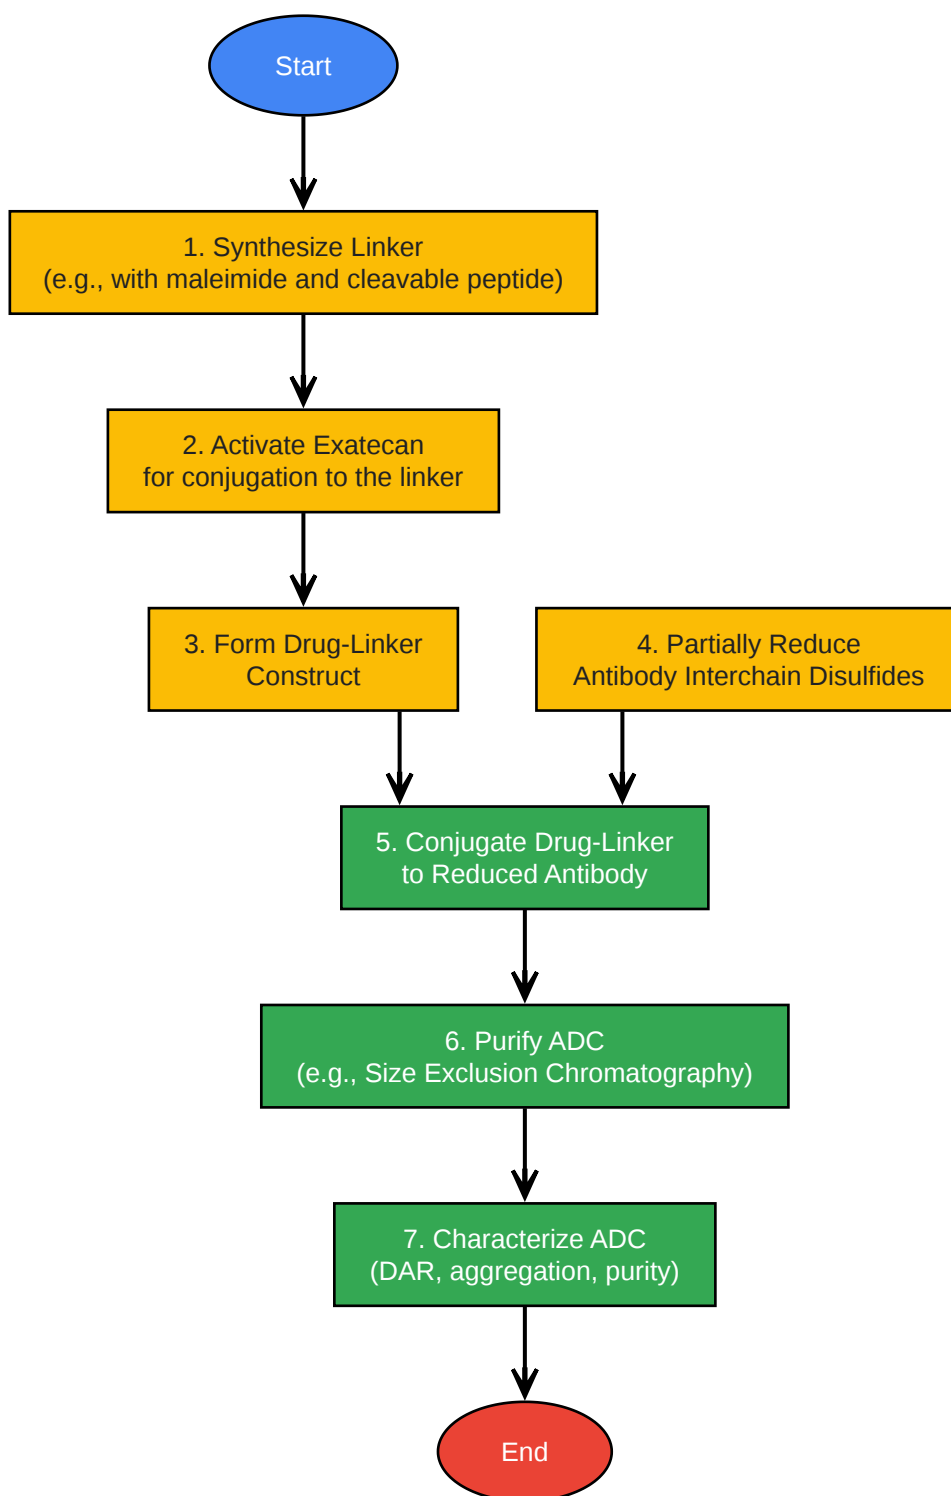 Start
1. Synthesize Linker
(e.g., with maleimide and cleavable peptide)
2. Activate Exatecan
for conjugation to the linker
3. Form Drug-Linker
Construct
4. Partially Reduce
Antibody Interchain Disulfides
5. Conjugate Drug-Linker
to Reduced Antibody
6. Purify ADC
(e.g., Size Exclusion Chromatography)
7. Characterize ADC
(DAR, aggregation, purity)
End